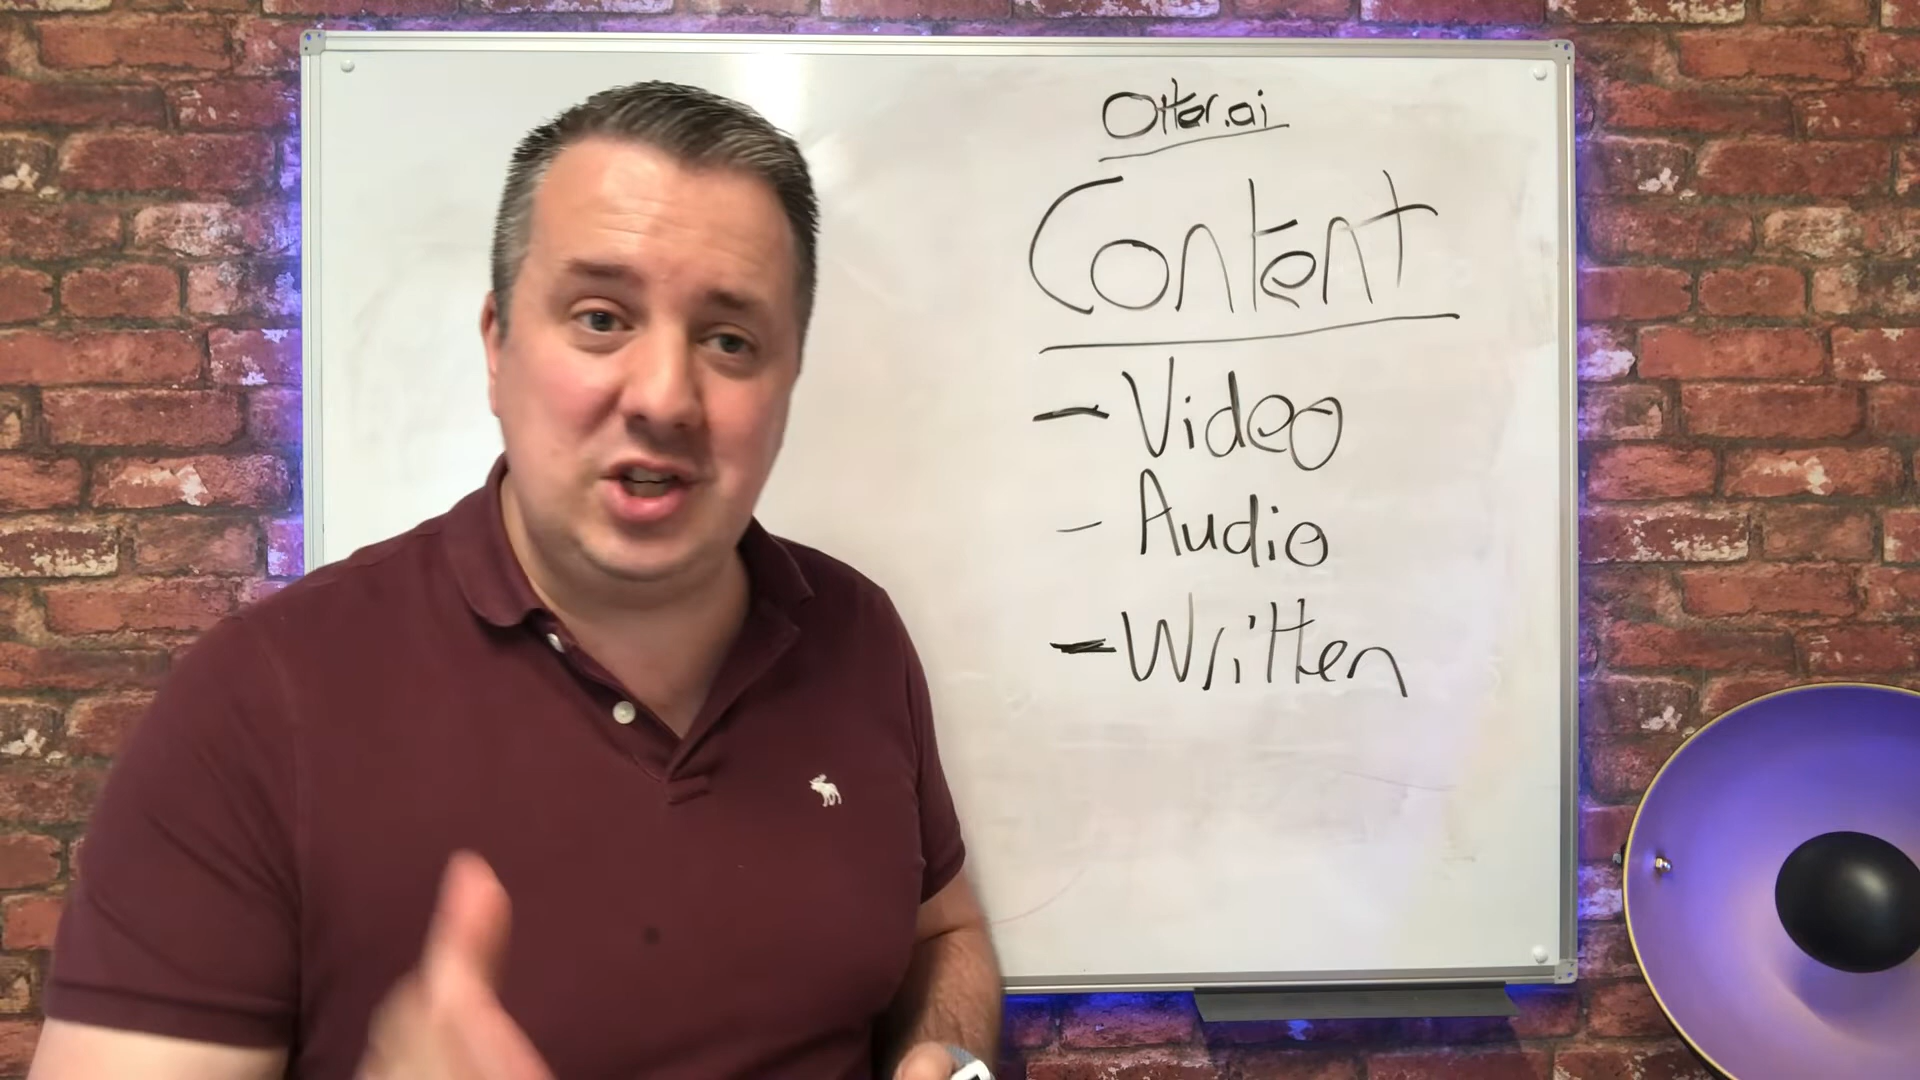 Otter.ai
Content
- Video
- Audio
- Written